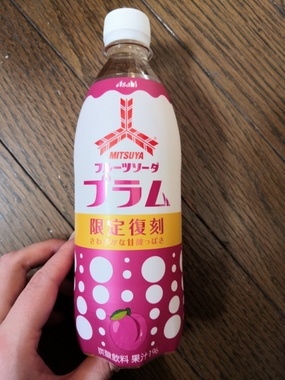 Asahi
MITSUYA
フルーツソーダ
プラム
限定復刻
さわやかな甘酸っぱさ
炭酸飲料 果汁1%